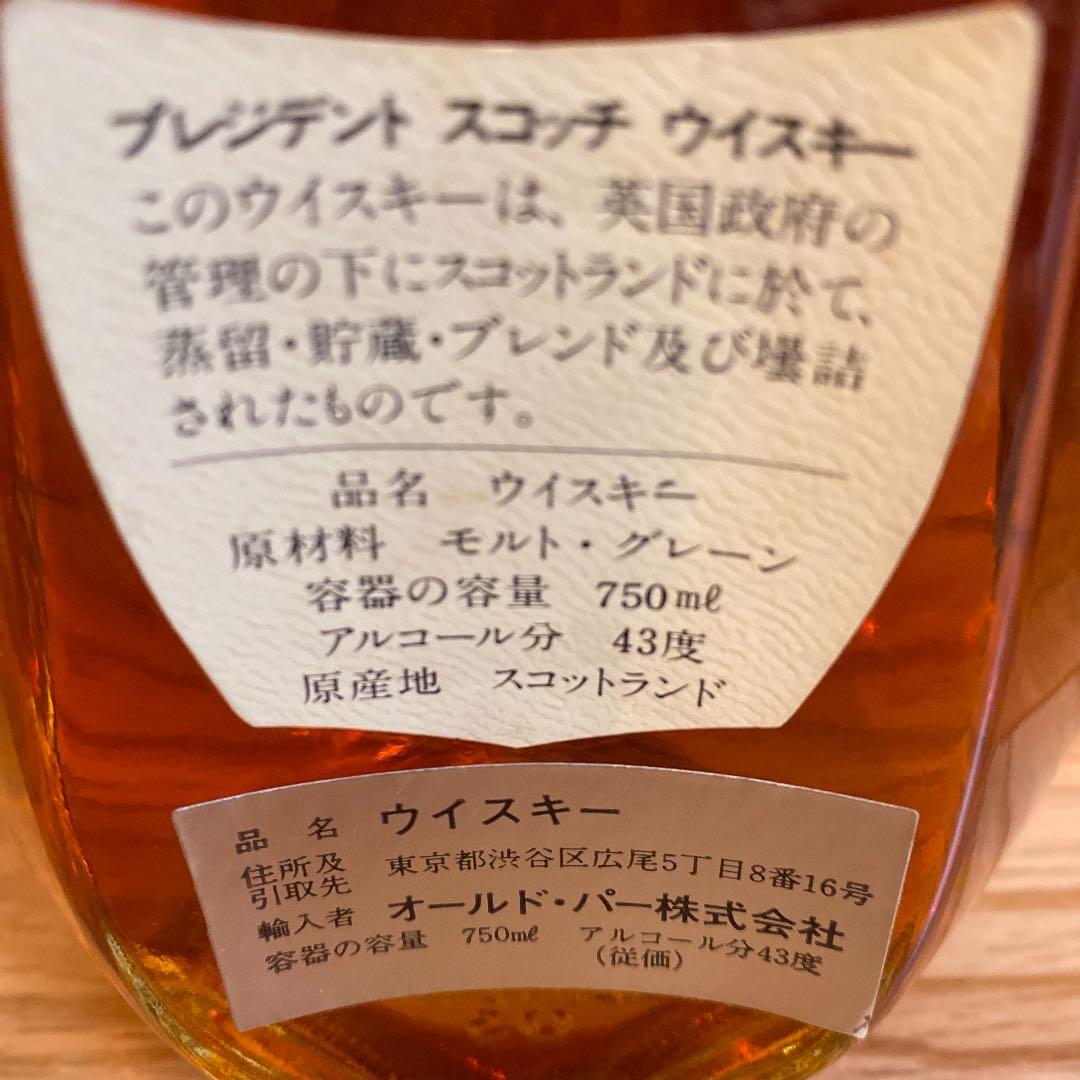 プレジデント スコッチ ウイスキー
このウイスキーは、英国政府の
管理の下にスコットランドに於て、
蒸留・貯蔵・ブレンド及び壜詰
されたものです。
品名 ウイスキー
原材料 モルト・グレーン
容器の容量 750mℓ
アルコール分 43度
原産地 スコットランド
品名 ウイスキー
住所及
引取先 東京都渋谷区広尾5丁目8番16号
輸入者 オールド・パー株式会社
容器の容量 750mℓ アルコール分43度
(従価)